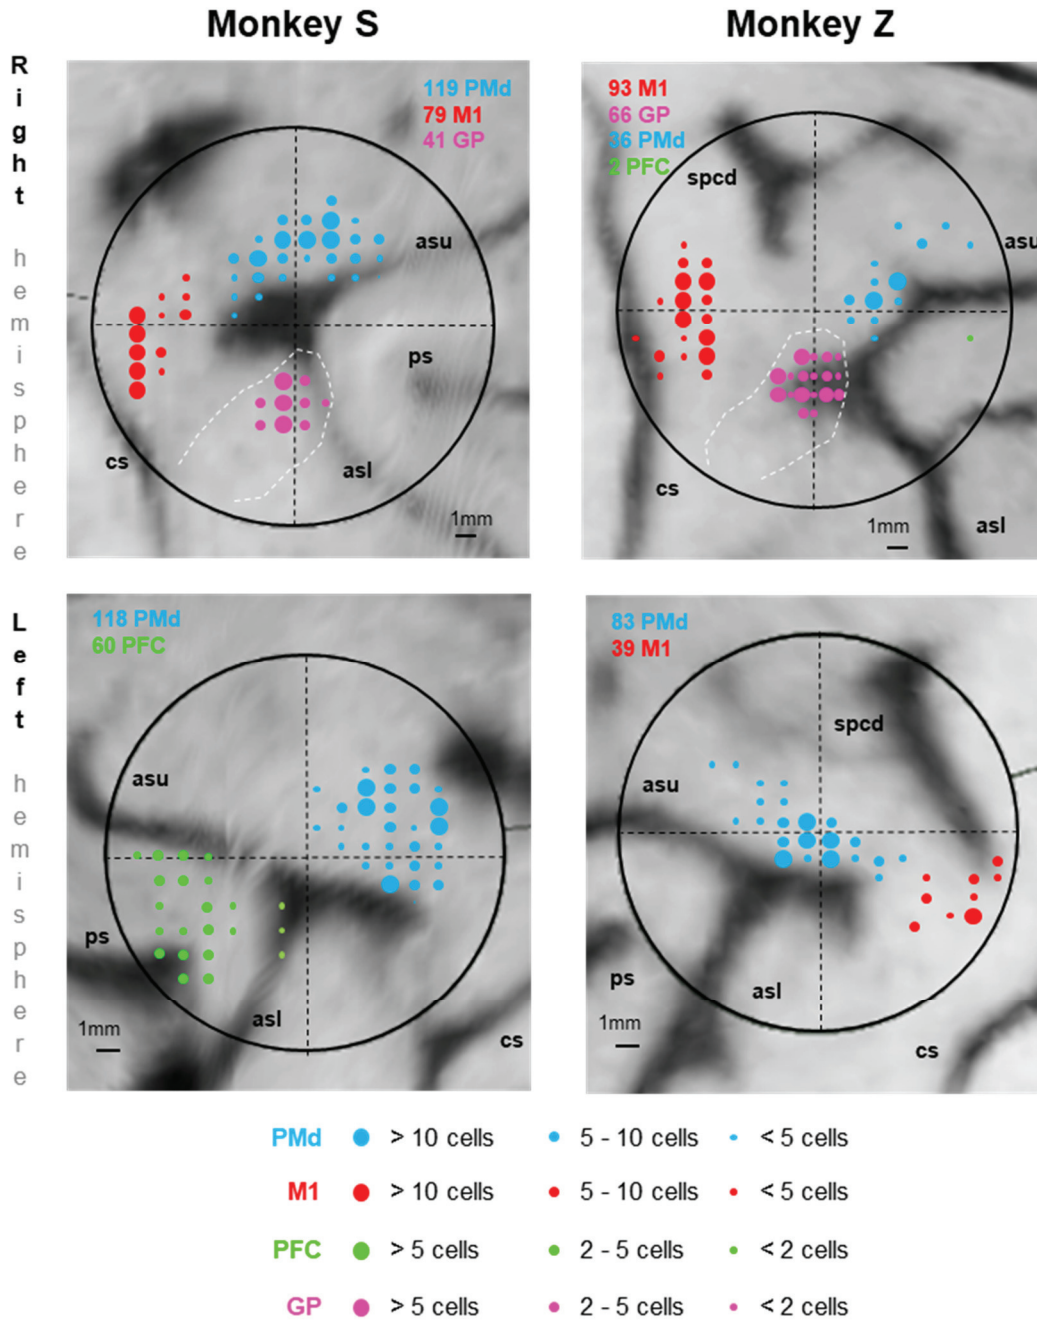 Monkey S
Monkey Z
Right hemisphere
119 PMd
79 M1
41 GP
asu
ps
cs
asl
1mm
93 M1
66 GP
36 PMd
2 PFC
spcd
asu
cs
1mm
asl
Left hemisphere
118 PMd
60 PFC
asu
ps
asl
1mm
cs
83 PMd
39 M1
spcd
asu
ps
asl
1mm
cs
PMd > 10 cells 5 - 10 cells < 5 cells
M1 > 10 cells 5 - 10 cells < 5 cells
PFC > 5 cells 2 - 5 cells < 2 cells
GP > 5 cells 2 - 5 cells < 2 cells